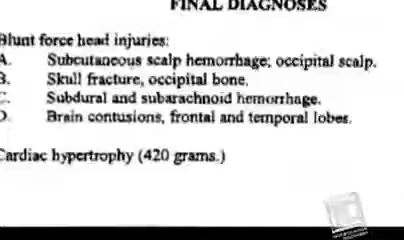 FINAL DIAGNOSES
Blunt force head injuries:
A. Subcutaneous scalp hemorrhage; occipital scalp.
B. Skull fracture, occipital bone.
C. Subdural and subarachnoid hemorrhage.
D. Brain contusions, frontal and temporal lobes.
Cardiac hypertrophy (420 grams.)